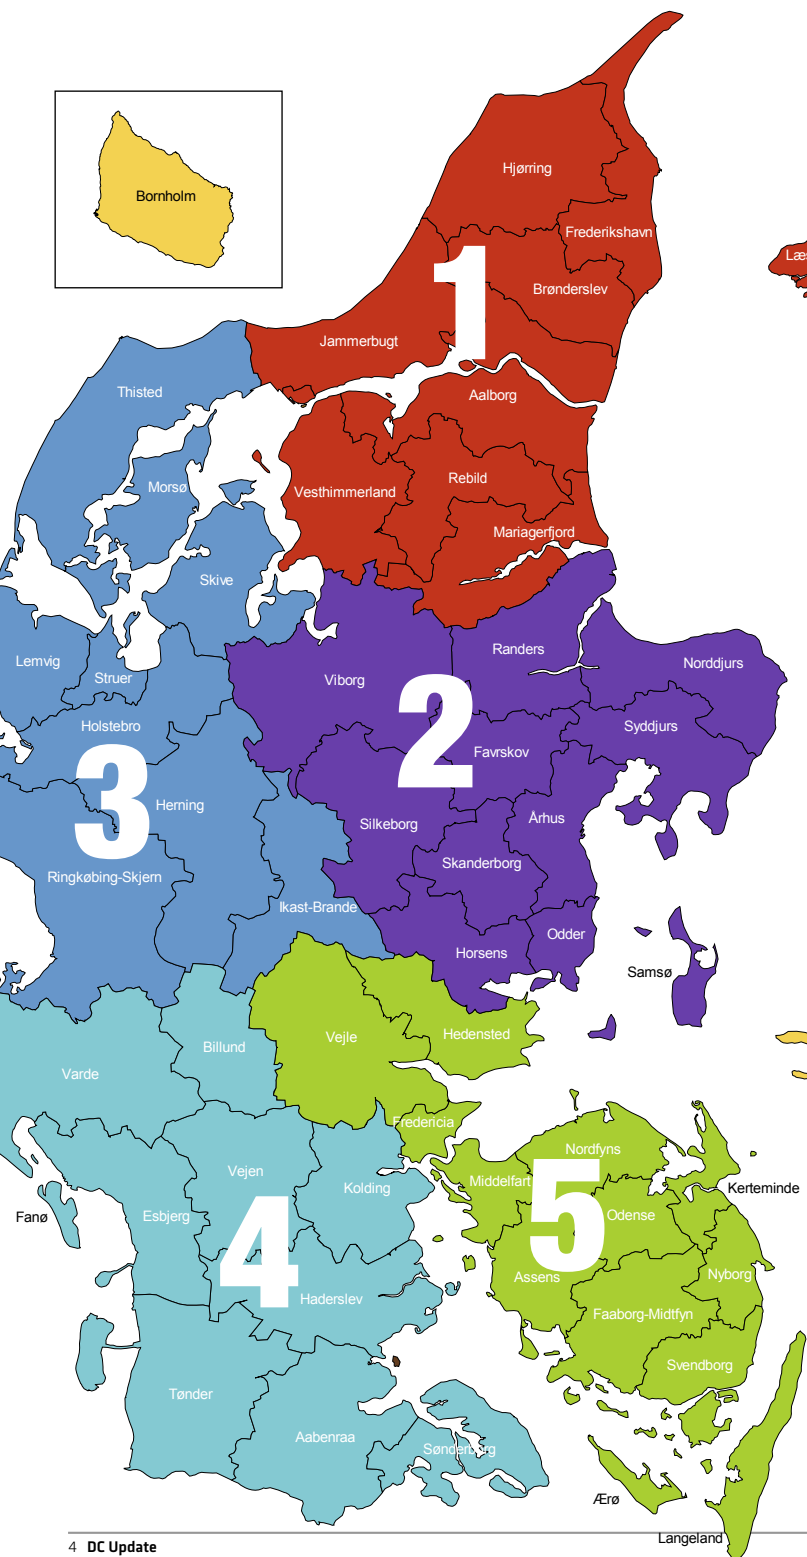 Bornholm
Hjørring
Frederikshavn
Brønderslev
1
Jammerbugt
Thisted
Aalborg
Morsø
Vesthimmerland
Rebild
Mariagerfjord
Skive
Lemvig
Struer
Viborg
Randers
Norddjurs
2
Holstebro
Favrskov
Syddjurs
3
Herning
Silkeborg
Århus
Ringkøbing-Skjern
Skanderborg
Ikast-Brande
Horsens
Odder
Samsø
Billund
Vejle
Hedensted
Varde
Fredericia
Nordfyns
Vejen
Kolding
Middelfart
5
Kerteminde
Fanø
Esbjerg
Odense
4
Assens
Nyborg
Haderslev
Faaborg-Midtfyn
Svendborg
Tønder
Aabenraa
Sønderborg
Ærø
Langeland
4 DC Update